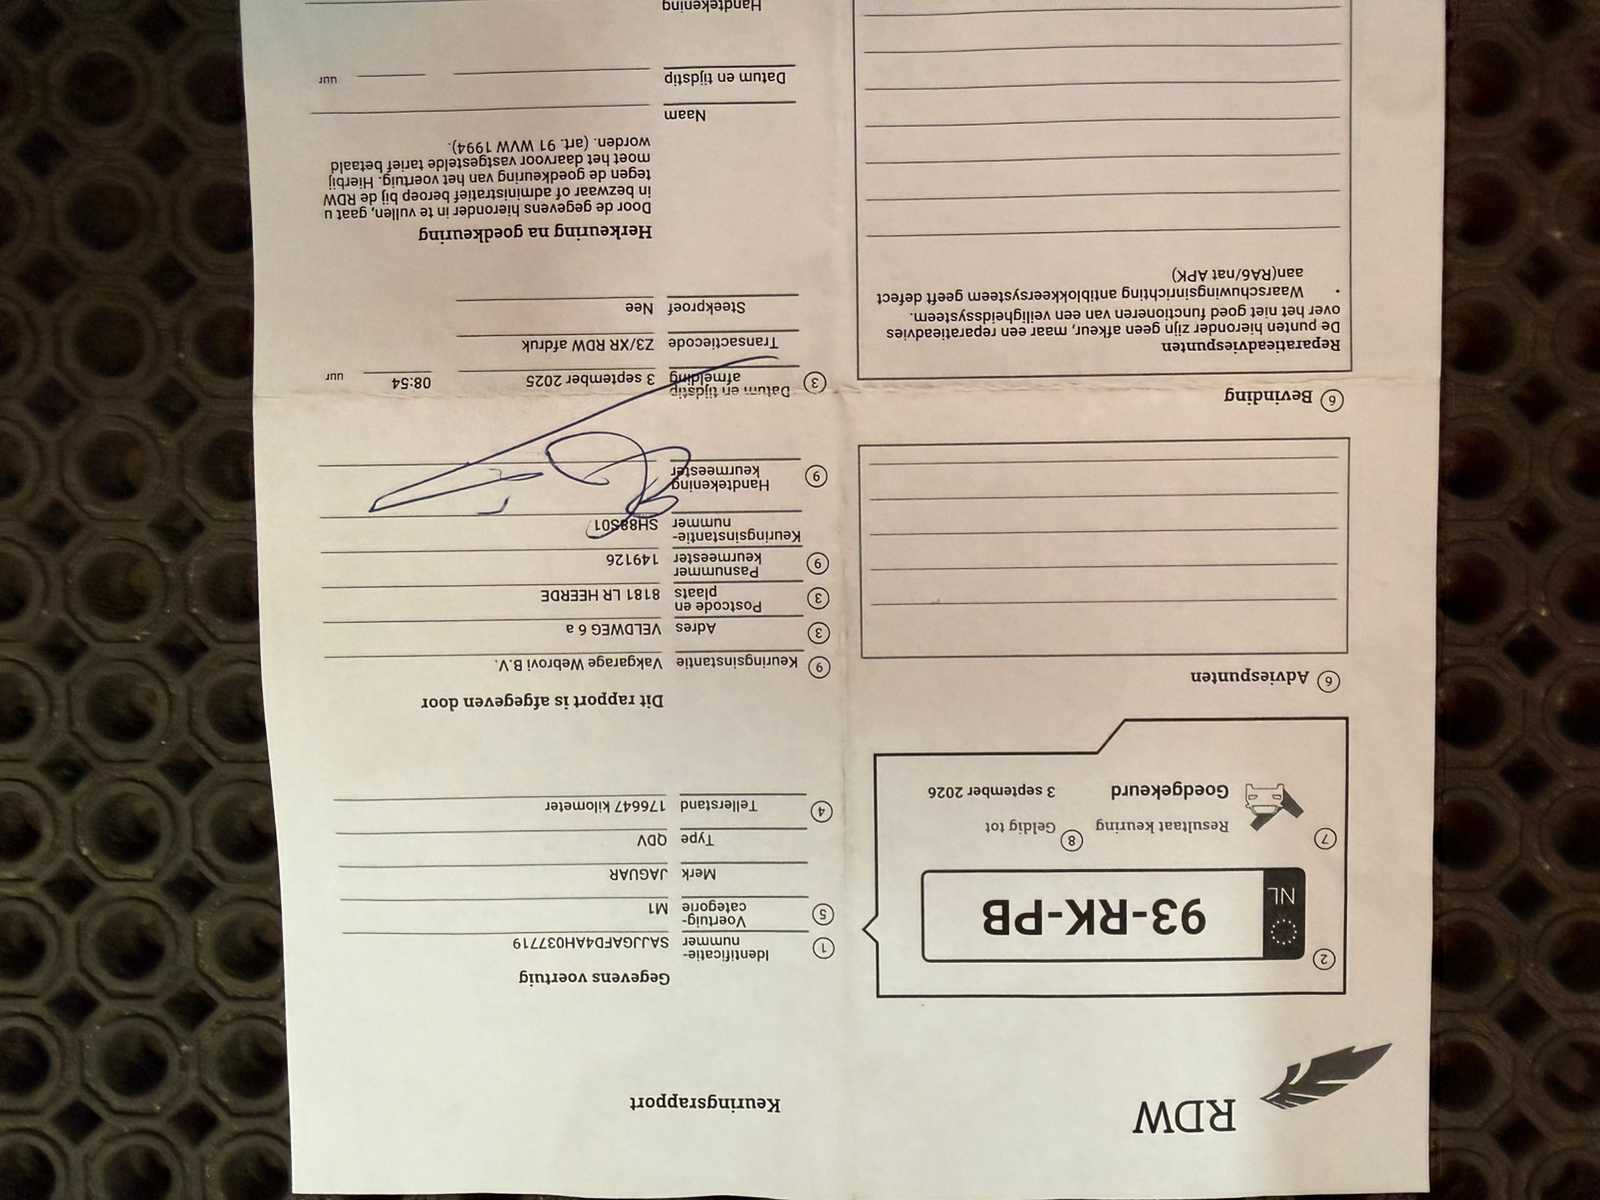 RDW
Keuringsrapport
2
NL
93-RK-PB
7
Resultaat keuring
Goedgekeurd
8
Geldig tot
3 september 2026
6 Adviespunten
6 Bevinding
Reparatieadviespunten
De punten hieronder zijn geen afkeur, maar een reparatieadvies
over het niet goed functioneren van een veiligheidssysteem.
• Waarschuwingsinrichting antiblokkeersysteem geeft defect
aan(RA6/nat APK)
Gegevens voertuig
1 Identificatie-
nummer SAJJGAFD4AH037719
5 Voertuig-
categorie M1
Merk JAGUAR
Type QDV
4 Tellerstand 176647 kilometer
Dit rapport is afgegeven door
9 Keuringsinstantie Vakgarage Webrovi B.V.
3 Adres VELDWEG 6 a
3 Postcode en
plaats 8181 LR HEERDE
9 Pasnummer
keurmeester 149126
Keuringsinstantie-
nummer SH88S01
9 Handtekening
keurmeester
3 Datum en tijdstip
afmelding 3 september 2025 08:54 uur
Transactiecode Z3/XR RDW afdruk
Steekproef Nee
Herkeuring na goedkeuring
Door de gegevens hieronder in te vullen, gaat u
in bezwaar of administratief beroep bij de RDW
tegen de goedkeuring van het voertuig. Hierbij
moet het daarvoor vastgestelde tarief betaald
worden. (art. 91 WVW 1994).
Naam
Datum en tijdstip uur
Handtekening